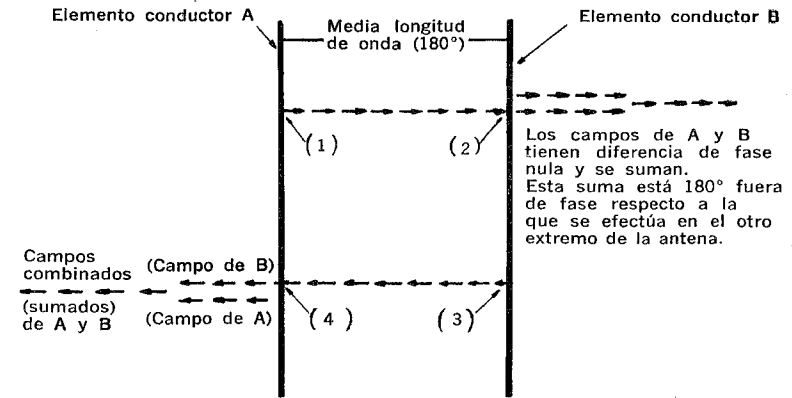 Elemento conductor A
Media longitud
de onda (180°)
Elemento conductor B
(1)
(2)
Los campos de A y B
tienen diferencia de fase
nula y se suman.
Esta suma está 180° fuera
de fase respecto a la
que se efectúa en el otro
extremo de la antena.
Campos
combinados
(sumados)
de A y B
(Campo de B)
(Campo de A)
(4)
(3)